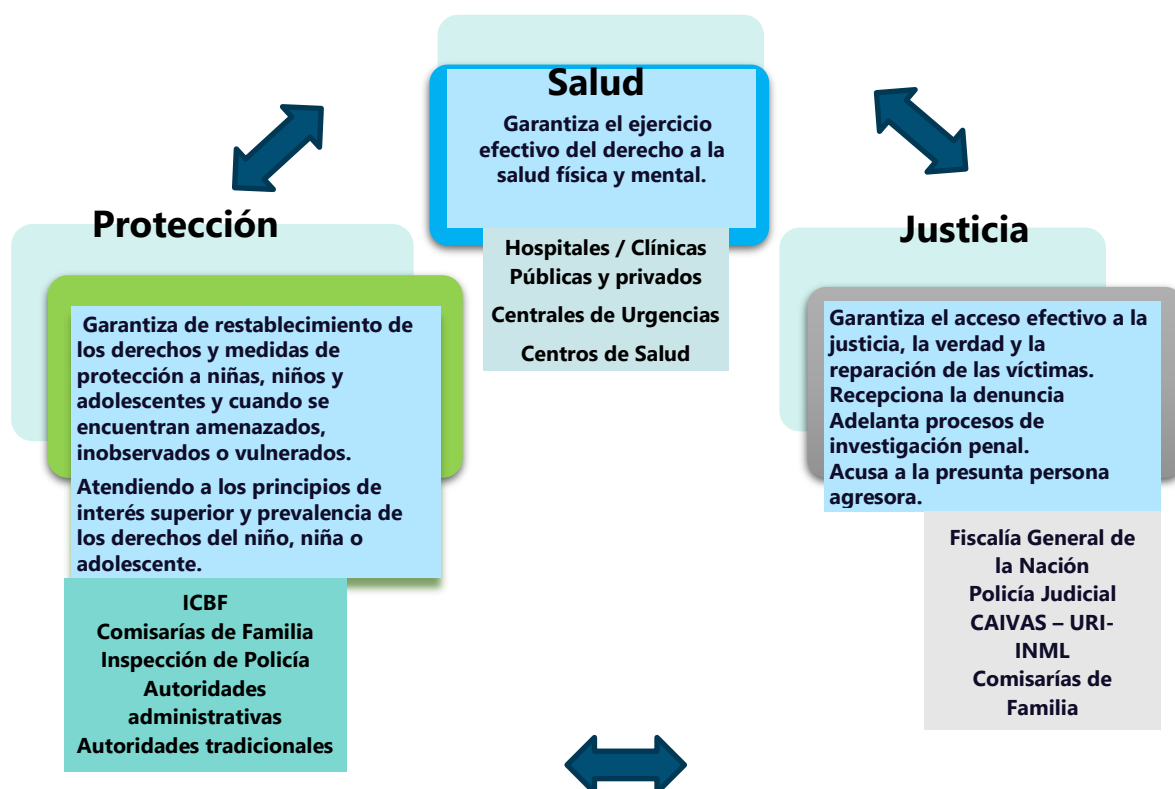 Salud
Garantiza el ejercicio
efectivo del derecho a la
salud física y mental.
Hospitales / Clínicas
Públicas y privados
Centrales de Urgencias
Centros de Salud
Protección
Garantiza de restablecimiento de
los derechos y medidas de
protección a niñas, niños y
adolescentes y cuando se
encuentran amenazados,
inobservados o vulnerados.
Atendiendo a los principios de
interés superior y prevalencia de
los derechos del niño, niña o
adolescente.
ICBF
Comisarías de Familia
Inspección de Policía
Autoridades
administrativas
Autoridades tradicionales
Justicia
Garantiza el acceso efectivo a la
justicia, la verdad y la
reparación de las víctimas.
Recepciona la denuncia
Adelanta procesos de
investigación penal.
Acusa a la presunta persona
agresora.
Fiscalía General de
la Nación
Policía Judicial
CAIVAS – URI-
INML
Comisarías de
Familia